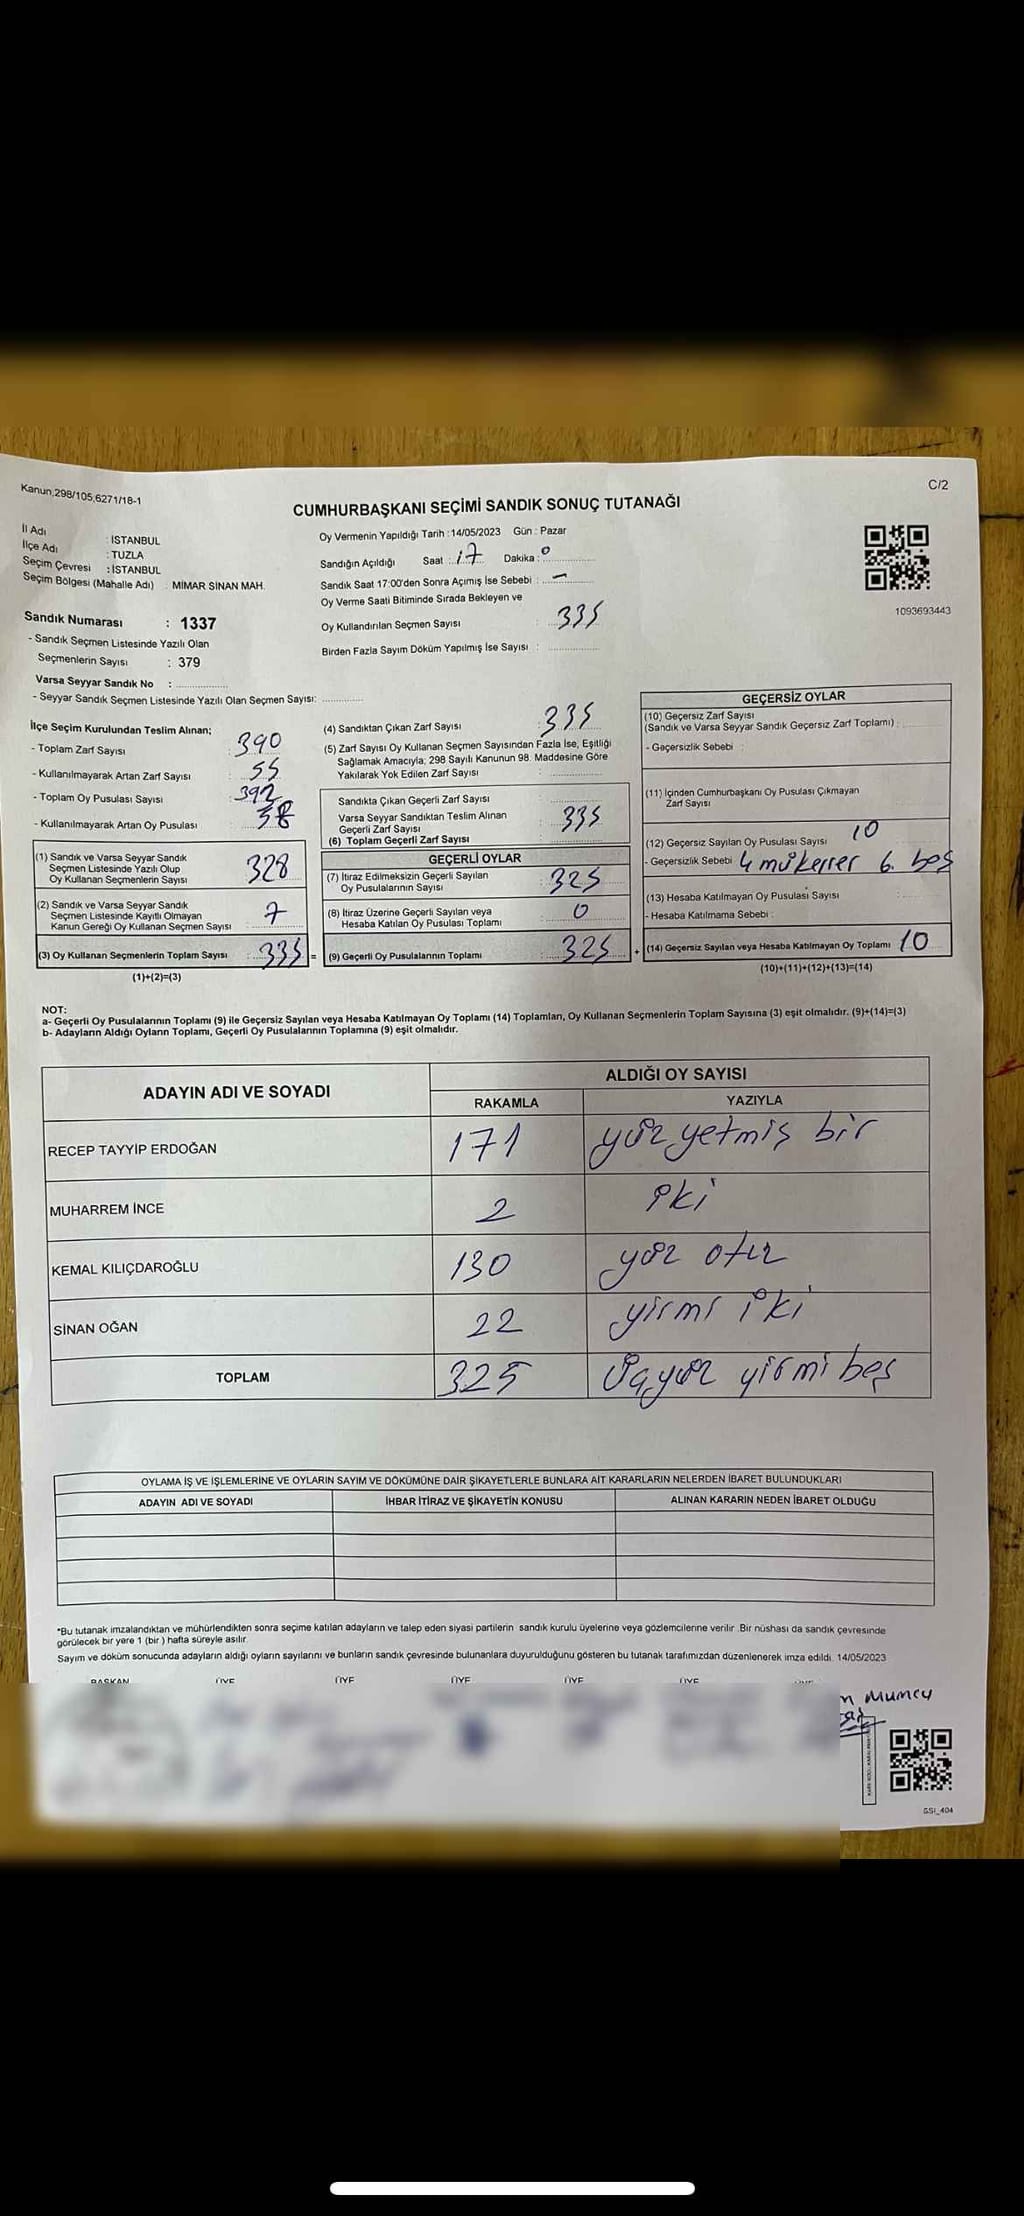 Kanun,298/105,6271/18-1
C/2
CUMHURBAŞKANI SEÇİMİ SANDIK SONUÇ TUTANAĞI
İl Adı : İSTANBUL
İlçe Adı : TUZLA
Seçim Çevresi : İSTANBUL
Seçim Bölgesi (Mahalle Adı) : MİMAR SİNAN MAH.
Sandık Numarası : 1337
- Sandık Seçmen Listesinde Yazılı Olan
Seçmenlerin Sayısı : 379
Varsa Seyyar Sandık No :
- Seyyar Sandık Seçmen Listesinde Yazılı Olan Seçmen Sayısı:
Oy Vermenin Yapıldığı Tarih : 14/05/2023 Gün : Pazar
Sandığın Açıldığı Saat : 17 Dakika : 0
Sandık Saat 17:00'den Sonra Açımış İse Sebebi : –
Oy Verme Saati Bitiminde Sırada Bekleyen ve
Oy Kullandırılan Seçmen Sayısı : 335
Birden Fazla Sayım Döküm Yapılmış İse Sayısı :
1093693443
İlçe Seçim Kurulundan Teslim Alınan;
- Toplam Zarf Sayısı : 390
- Kullanılmayarak Artan Zarf Sayısı : 55
- Toplam Oy Pusulası Sayısı : 392
- Kullanılmayarak Artan Oy Pusulası :
(1) Sandık ve Varsa Seyyar Sandık
Seçmen Listesinde Yazılı Olup
Oy Kullanan Seçmenlerin Sayısı : 328
(2) Sandık ve Varsa Seyyar Sandık
Seçmen Listesinde Kayıtlı Olmayan
Kanun Gereği Oy Kullanan Seçmen Sayısı : 7
(3) Oy Kullanan Seçmenlerin Toplam Sayısı : 335 =
(1)+(2)=(3)
(4) Sandıktan Çıkan Zarf Sayısı : 335
(5) Zarf Sayısı Oy Kullanan Seçmen Sayısından Fazla İse, Eşitliği
Sağlamak Amacıyla; 298 Sayılı Kanunun 98. Maddesine Göre
Yakılarak Yok Edilen Zarf Sayısı :
Sandıkta Çıkan Geçerli Zarf Sayısı :
Varsa Seyyar Sandıktan Teslim Alınan
Geçerli Zarf Sayısı : 335
(6) Toplam Geçerli Zarf Sayısı :
GEÇERLİ OYLAR
(7) İtiraz Edilmeksizin Geçerli Sayılan
Oy Pusulalarının Sayısı : 325
(8) İtiraz Üzerine Geçerli Sayılan veya
Hesaba Katılan Oy Pusulası Toplamı : 0
(9) Geçerli Oy Pusulalarının Toplamı : 325 +
GEÇERSİZ OYLAR
(10) Geçersiz Zarf Sayısı
(Sandık ve Varsa Seyyar Sandık Geçersiz Zarf Toplamı) :
- Geçersizlik Sebebi :
(11) İçinden Cumhurbaşkanı Oy Pusulası Çıkmayan
Zarf Sayısı :
(12) Geçersiz Sayılan Oy Pusulası Sayısı : 10
- Geçersizlik Sebebi : 4 mükerrer 6. beş
(13) Hesaba Katılmayan Oy Pusulası Sayısı :
- Hesaba Katılmama Sebebi :
(14) Geçersiz Sayılan veya Hesaba Katılmayan Oy Toplamı : 10
(10)+(11)+(12)+(13)=(14)
NOT:
a- Geçerli Oy Pusulalarının Toplamı (9) ile Geçersiz Sayılan veya Hesaba Katılmayan Oy Toplamı (14) Toplamları, Oy Kullanan Seçmenlerin Toplam Sayısına (3) eşit olmalıdır. (9)+(14)=(3)
b- Adayların Aldığı Oyların Toplamı, Geçerli Oy Pusulalarının Toplamına (9) eşit olmalıdır.
ADAYIN ADI VE SOYADI ALDIĞI OY SAYISI
RAKAMLA YAZIYLA
RECEP TAYYİP ERDOĞAN 171 yüz yetmiş bir
MUHARREM İNCE 2 iki
KEMAL KILIÇDAROĞLU 130 yüz otuz
SİNAN OĞAN 22 yirmi iki
TOPLAM 325 Üçyüz yirmi beş
OYLAMA İŞ VE İŞLEMLERİNE VE OYLARIN SAYIM VE DÖKÜMÜNE DAİR ŞİKAYETLERLE BUNLARA AİT KARARLARIN NELERDEN İBARET BULUNDUKLARI
ADAYIN ADI VE SOYADI İHBAR İTİRAZ VE ŞİKAYETİN KONUSU ALINAN KARARIN NEDEN İBARET OLDUĞU
*Bu tutanak imzalandıktan ve mühürlendikten sonra seçime katılan adayların ve talep eden siyasi partilerin sandık kurulu üyelerine veya gözlemcilerine verilir .Bir nüshası da sandık çevresinde
görülecek bir yere 1 (bir ) hafta süreyle asılır.
Sayım ve döküm sonucunda adayların aldığı oyların sayılarını ve bunların sandık çevresinde bulunanlara duyurulduğunu gösteren bu tutanak tarafımızdan düzenlenerek imza edildi. 14/05/2023
BAŞKAN ÜYE ÜYE ÜYE ÜYE ÜYE ÜYE
Mumcu
GSI_404